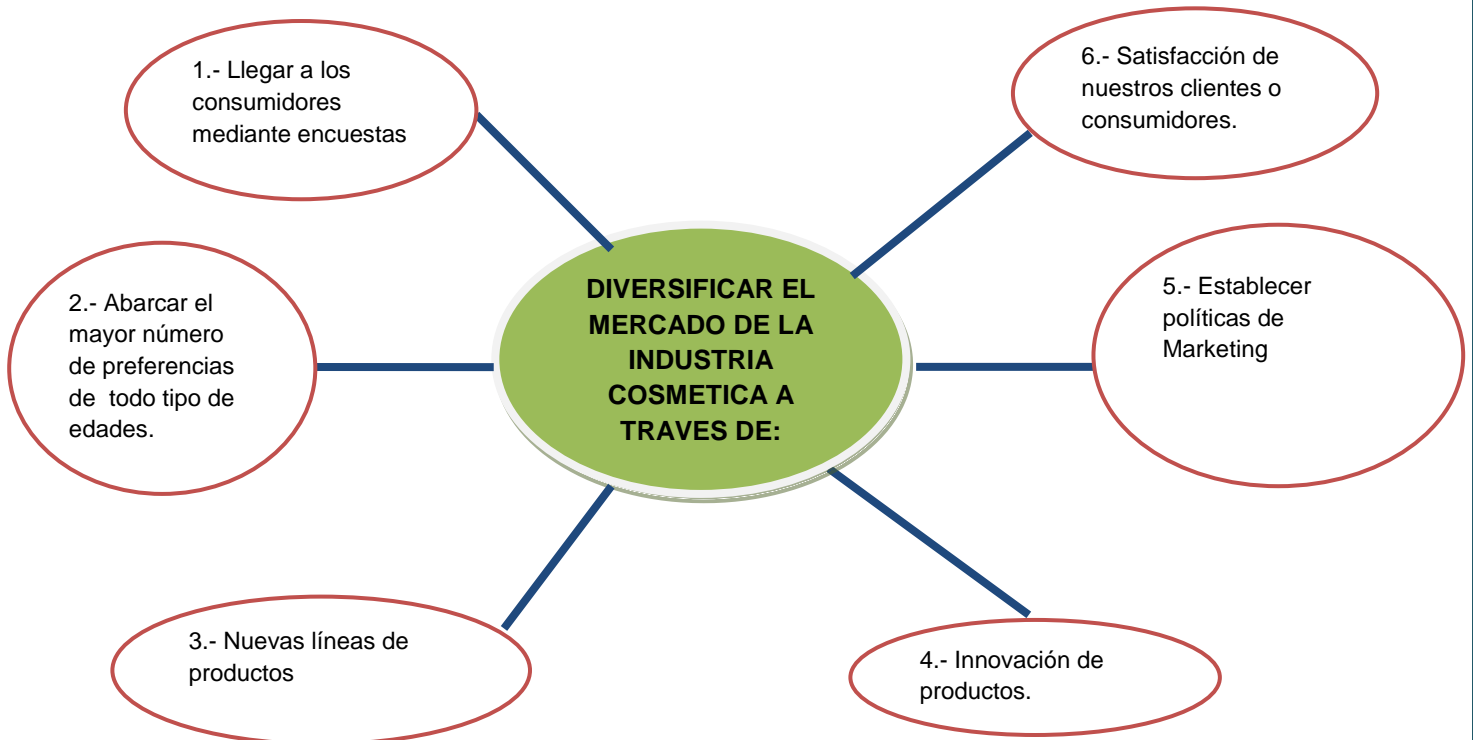 1.- Llegar a los
consumidores
mediante encuestas
6.- Satisfacción de
nuestros clientes o
consumidores.
DIVERSIFICAR EL
MERCADO DE LA
INDUSTRIA
COSMETICA A
TRAVES DE:
2.- Abarcar el
mayor número
de preferencias
de todo tipo de
edades.
5.- Establecer
políticas de
Marketing
3.- Nuevas líneas de
productos
4.- Innovación de
productos.